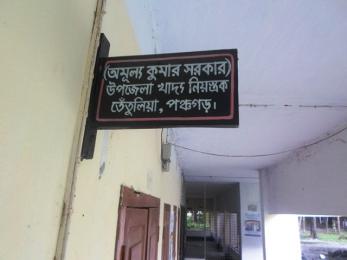 (অমূল্য কুমার সরকার)
উপজেলা খাদ্য নিয়ন্ত্রক
তেঁতুলিয়া, পঞ্চগড়।